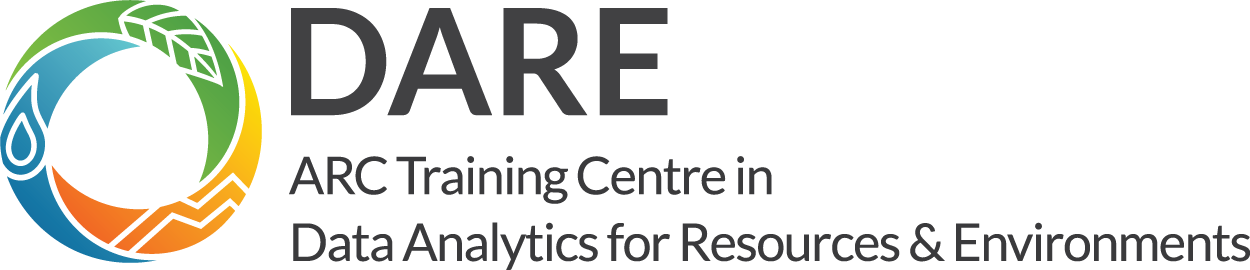 DARE
ARC Training Centre in
Data Analytics for Resources & Environments